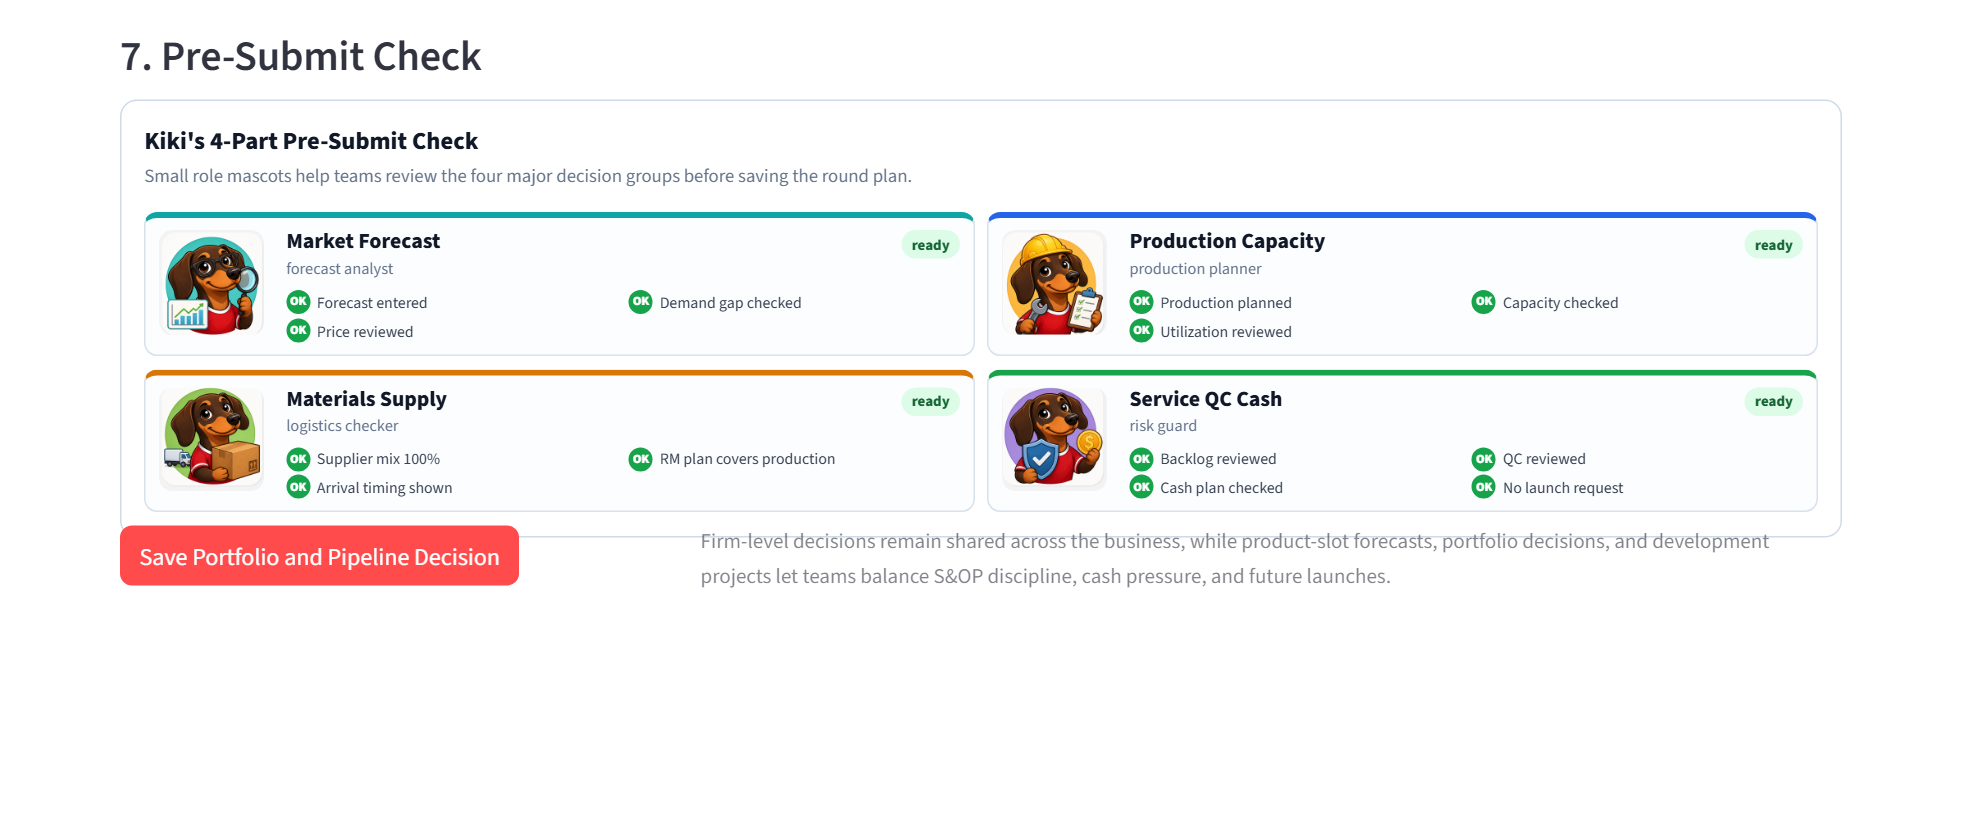 7. Pre-Submit Check
Kiki's 4-Part Pre-Submit Check
Small role mascots help teams review the four major decision groups before saving the round plan.
Market Forecast
ready
forecast analyst
OK Forecast entered
OK Demand gap checked
OK Price reviewed
Production Capacity
ready
production planner
OK Production planned
OK Capacity checked
OK Utilization reviewed
Materials Supply
ready
logistics checker
OK Supplier mix 100%
OK RM plan covers production
OK Arrival timing shown
Service QC Cash
ready
risk guard
OK Backlog reviewed
OK QC reviewed
OK Cash plan checked
OK No launch request
Save Portfolio and Pipeline Decision
Firm-level decisions remain shared across the business, while product-slot forecasts, portfolio decisions, and development
projects let teams balance S&OP discipline, cash pressure, and future launches.